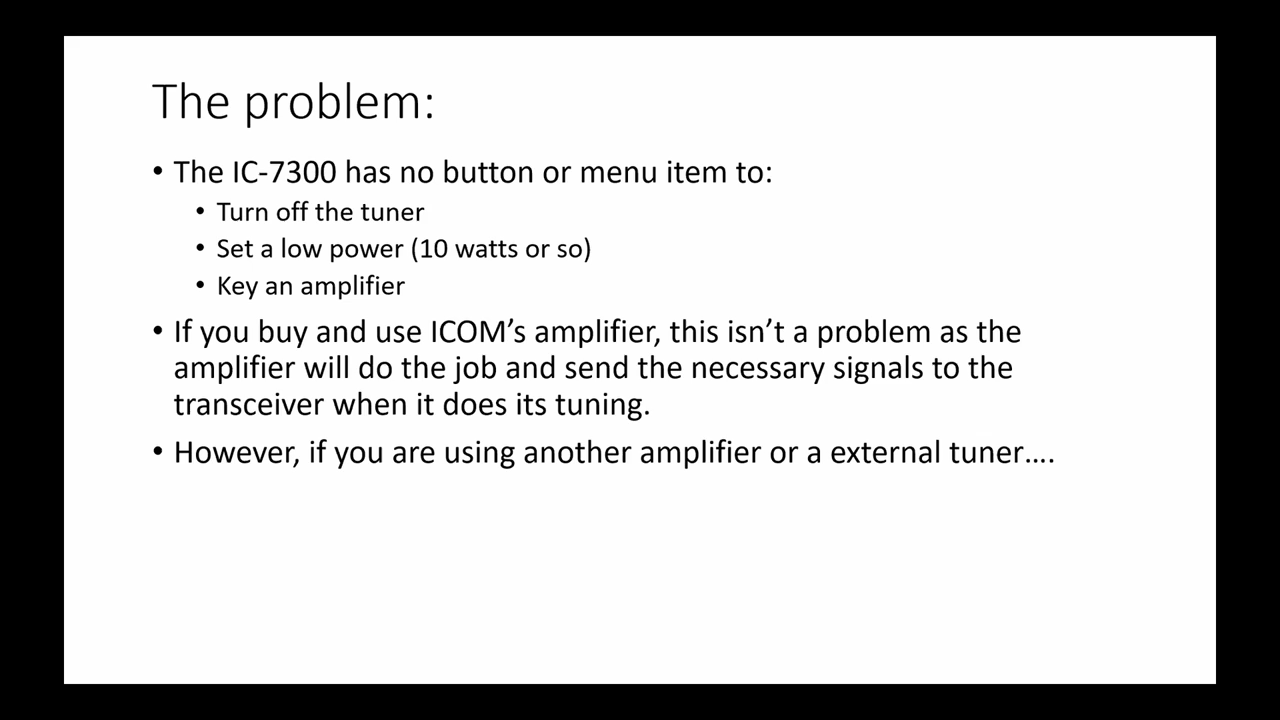 The problem:
• The IC-7300 has no button or menu item to:
• Turn off the tuner
• Set a low power (10 watts or so)
• Key an amplifier
• If you buy and use ICOM’s amplifier, this isn’t a problem as the
amplifier will do the job and send the necessary signals to the
transceiver when it does its tuning.
• However, if you are using another amplifier or a external tuner….